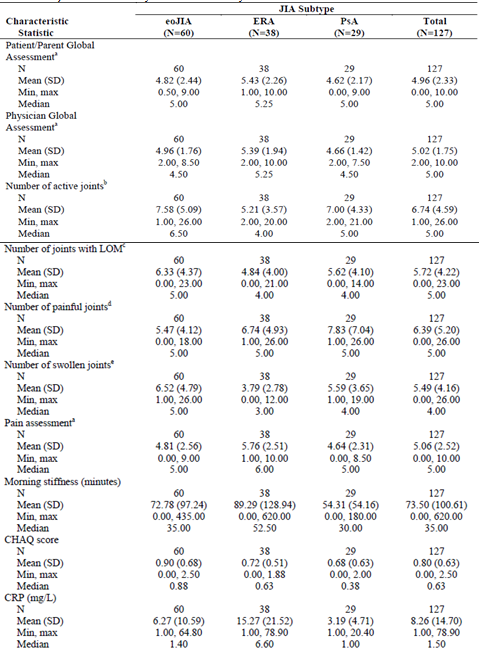 JIA Subtype
Characteristic eoJIA ERA PsA Total
Statistic (N=60) (N=38) (N=29) (N=127)
Patient/Parent Global
Assessmentᵃ
N 60 38 29 127
Mean (SD) 4.82 (2.44) 5.43 (2.26) 4.62 (2.17) 4.96 (2.33)
Min, max 0.50, 9.00 1.00, 10.00 0.00, 9.00 0.00, 10.00
Median 5.00 5.25 5.00 5.00
Physician Global
Assessmentᵃ
N 60 38 29 127
Mean (SD) 4.96 (1.76) 5.39 (1.94) 4.66 (1.42) 5.02 (1.75)
Min, max 2.00, 8.50 2.00, 10.00 2.00, 7.50 2.00, 10.00
Median 4.50 5.25 4.50 5.00
Number of active jointsᵇ
N 60 38 29 127
Mean (SD) 7.58 (5.09) 5.21 (3.57) 7.00 (4.33) 6.74 (4.59)
Min, max 1.00, 26.00 2.00, 20.00 2.00, 21.00 1.00, 26.00
Median 6.50 4.00 5.00 5.00
Number of joints with LOMᶜ
N 60 38 29 127
Mean (SD) 6.33 (4.37) 4.84 (4.00) 5.62 (4.10) 5.72 (4.22)
Min, max 0.00, 23.00 0.00, 21.00 0.00, 14.00 0.00, 23.00
Median 5.00 4.00 4.00 5.00
Number of painful jointsᵈ
N 60 38 29 127
Mean (SD) 5.47 (4.12) 6.74 (4.93) 7.83 (7.04) 6.39 (5.20)
Min, max 0.00, 18.00 1.00, 26.00 1.00, 26.00 0.00, 26.00
Median 5.00 5.00 5.00 5.00
Number of swollen jointsᵉ
N 60 38 29 127
Mean (SD) 6.52 (4.79) 3.79 (2.78) 5.59 (3.65) 5.49 (4.16)
Min, max 1.00, 26.00 0.00, 12.00 1.00, 19.00 0.00, 26.00
Median 5.00 3.00 4.00 4.00
Pain assessmentᵃ
N 60 38 29 127
Mean (SD) 4.81 (2.56) 5.76 (2.51) 4.64 (2.31) 5.06 (2.52)
Min, max 0.00, 9.00 1.00, 10.00 0.00, 8.50 0.00, 10.00
Median 5.00 6.00 5.00 5.00
Morning stiffness (minutes)
N 60 38 29 127
Mean (SD) 72.78 (97.24) 89.29 (128.94) 54.31 (54.16) 73.50 (100.61)
Min, max 0.00, 435.00 0.00, 620.00 0.00, 180.00 0.00, 620.00
Median 35.00 52.50 30.00 35.00
CHAQ score
N 60 38 29 127
Mean (SD) 0.90 (0.68) 0.72 (0.51) 0.68 (0.63) 0.80 (0.63)
Min, max 0.00, 2.50 0.00, 1.88 0.00, 2.00 0.00, 2.50
Median 0.88 0.63 0.38 0.63
CRP (mg/L)
N 60 38 29 127
Mean (SD) 6.27 (10.59) 15.27 (21.52) 3.19 (4.71) 8.26 (14.70)
Min, max 1.00, 64.80 1.00, 78.90 1.00, 20.40 1.00, 78.90
Median 1.40 6.60 1.00 1.50